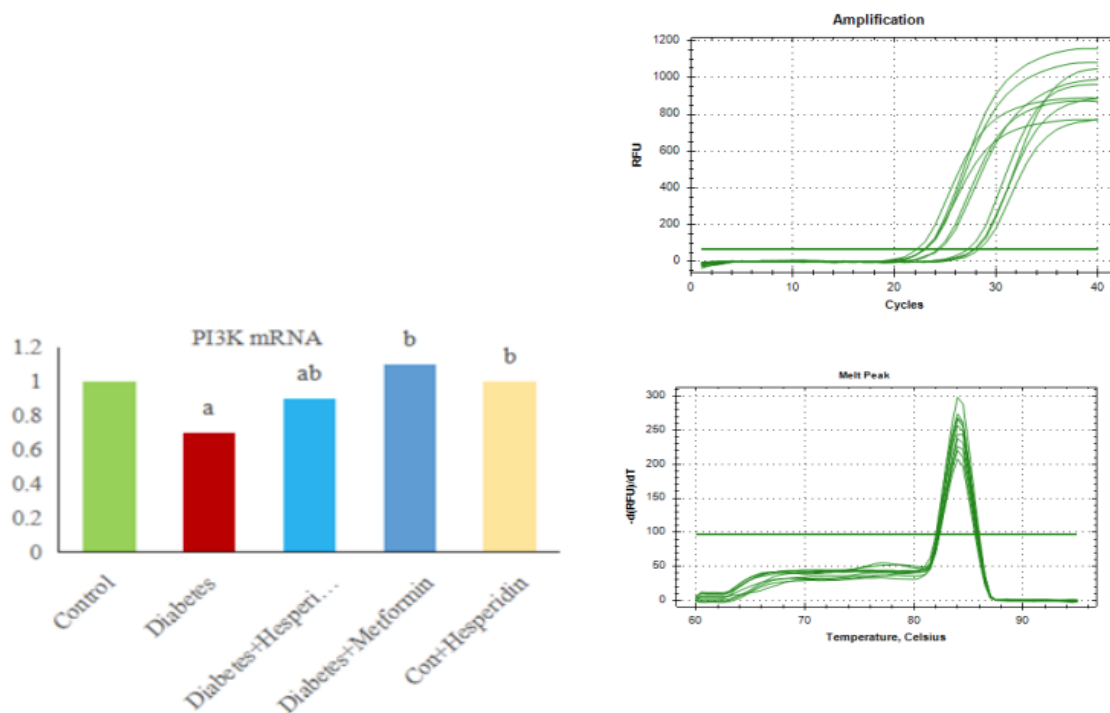 Amplification
1200
1000
800
600
400
200
0
RFU
0 10 20 30 40
Cycles
PI3K mRNA
1.2
1
0.8
0.6
0.4
0.2
0
a
ab
b
b
Control
Diabetes
Diabetes+Hesperi…
Diabetes+Metformin
Con+Hesperidin
Melt Peak
300
250
200
150
100
50
0
-d(RFU)/dT
60 70 80 90
Temperature, Celsius